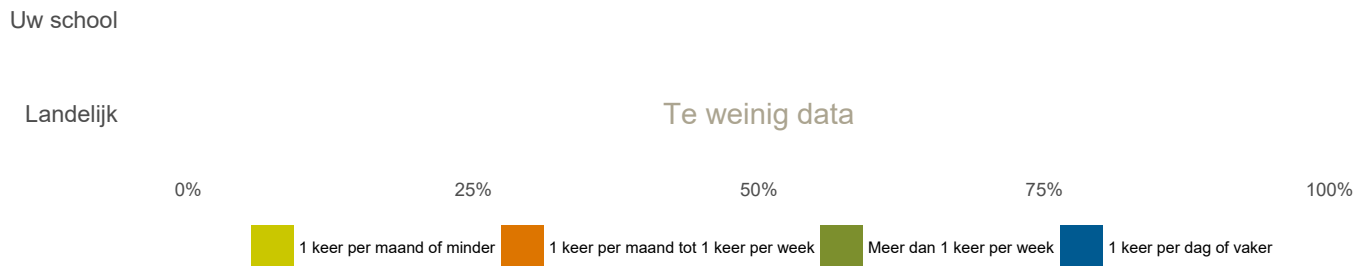 Uw school
Landelijk
Te weinig data
0% 25% 50% 75% 100%
1 keer per maand of minder 1 keer per maand tot 1 keer per week Meer dan 1 keer per week 1 keer per dag of vaker